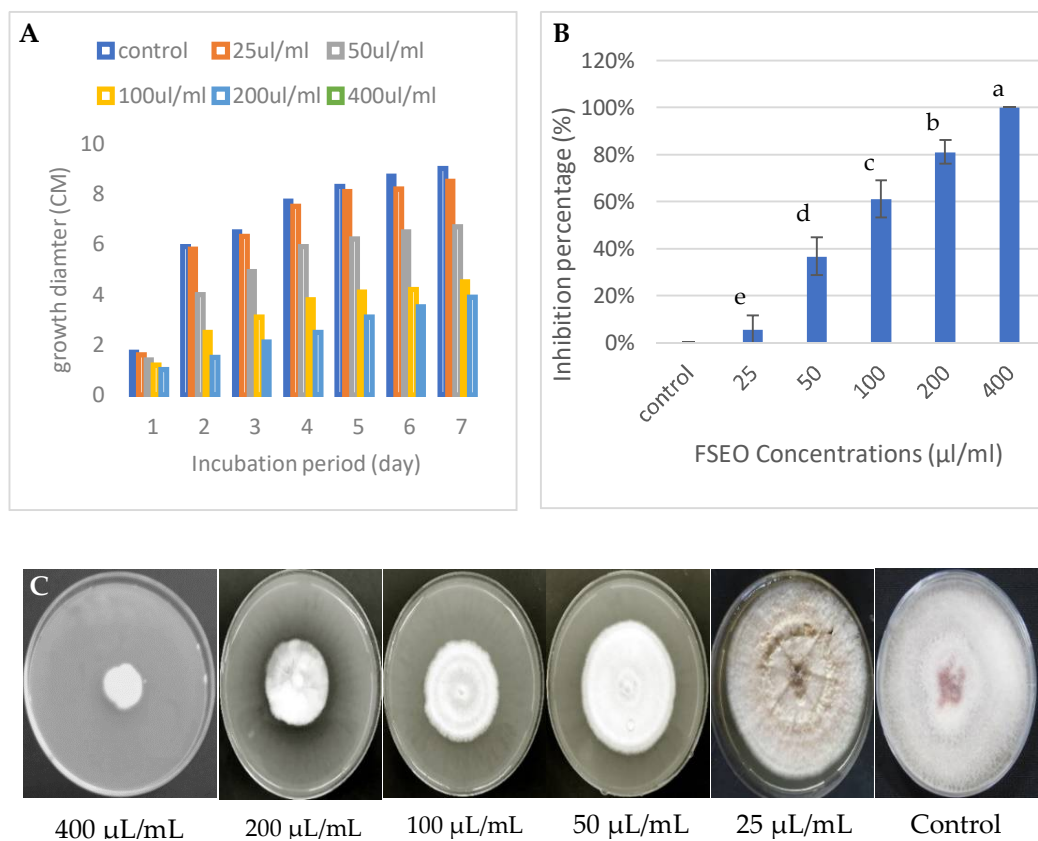 A
control 25ul/ml 50ul/ml
100ul/ml 200ul/ml 400ul/ml
10
8
6
4
2
0
growth diamter (CM)
1 2 3 4 5 6 7
Incubation period (day)
B
120%
100%
80%
60%
40%
20%
0%
Inhibition percentage (%)
a
b
c
d
e
control 25 50 100 200 400
FSEO Concentrations (µl/ml)
C
400 µL/mL 200 µL/mL 100 µL/mL 50 µL/mL 25 µL/mL Control